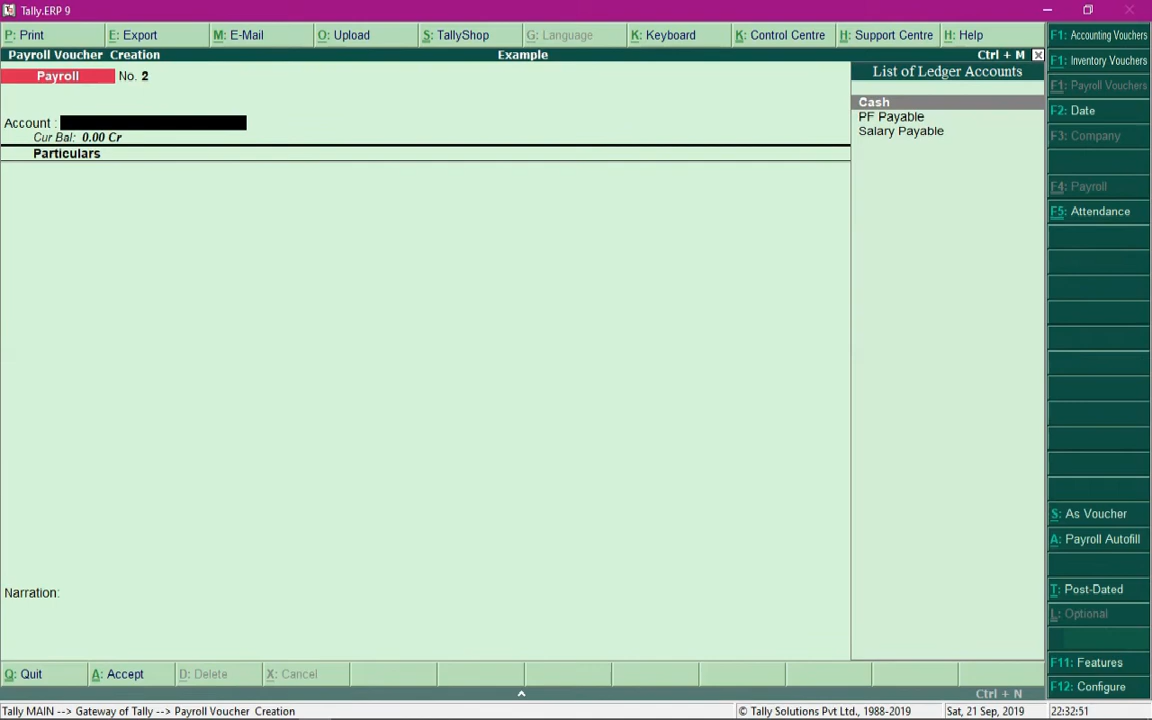 Tally.ERP 9
P: Print E: Export M: E-Mail O: Upload S: TallyShop G: Language K: Keyboard K: Control Centre H: Support Centre H: Help
Payroll Voucher Creation Example Ctrl + M
Payroll No. 2
Account :
Cur Bal: 0.00 Cr
Particulars
List of Ledger Accounts
Cash
PF Payable
Salary Payable
F1: Accounting Vouchers
F1: Inventory Vouchers
F1: Payroll Vouchers
F2: Date
F3: Company
F4: Payroll
F5: Attendance
S: As Voucher
A: Payroll Autofill
T: Post-Dated
L: Optional
F11: Features
F12: Configure
Narration:
Q: Quit A: Accept D: Delete X: Cancel
Ctrl + N
Tally MAIN --> Gateway of Tally --> Payroll Voucher Creation © Tally Solutions Pvt Ltd., 1988-2019 Sat, 21 Sep, 2019 22:32:51